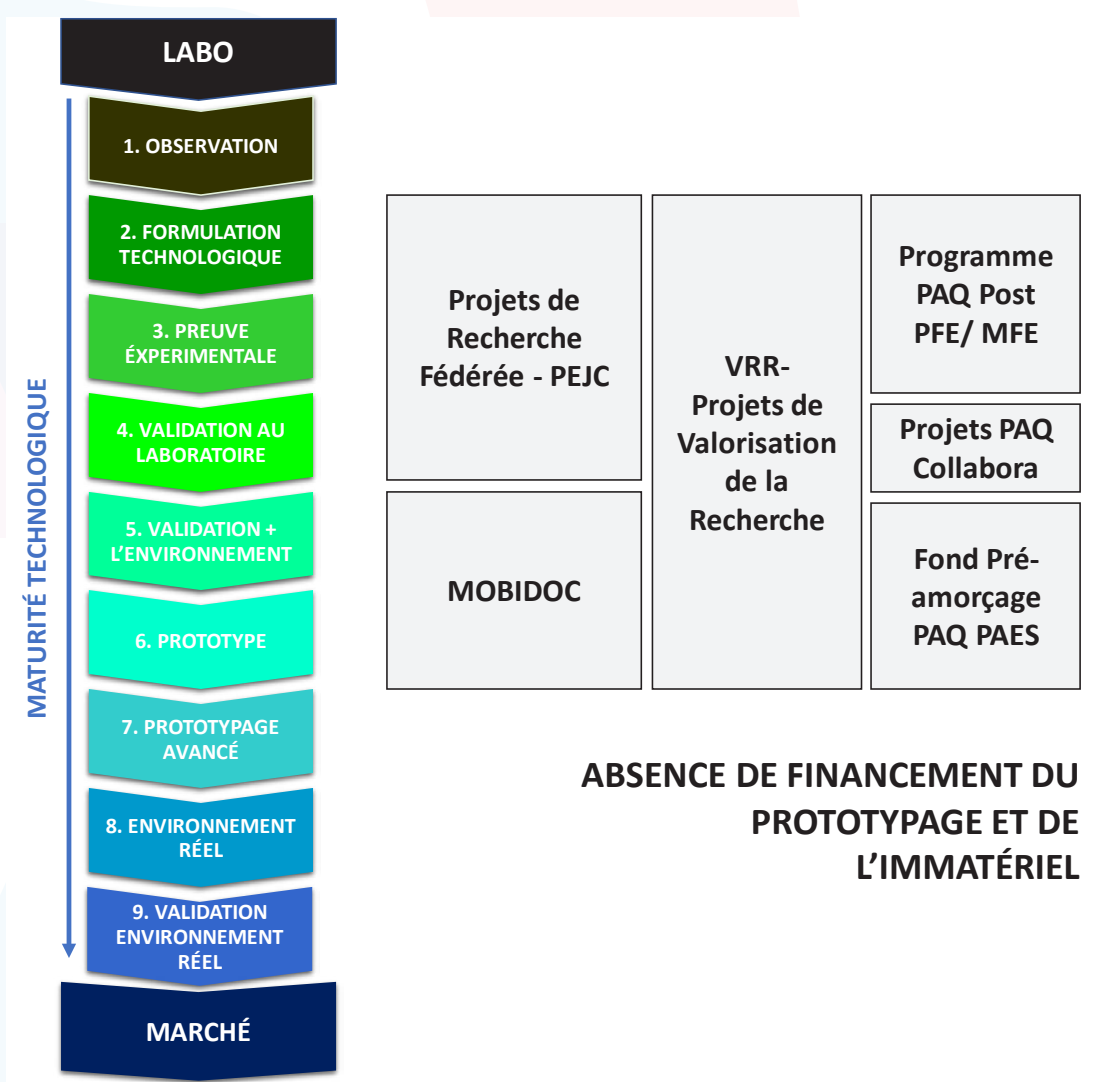 LABO
MATURITÉ TECHNOLOGIQUE
1. OBSERVATION
2. FORMULATION
TECHNOLOGIQUE
3. PREUVE
ÉXPERIMENTALE
4. VALIDATION AU
LABORATOIRE
5. VALIDATION +
L’ENVIRONNEMENT
6. PROTOTYPE
7. PROTOTYPAGE
AVANCÉ
8. ENVIRONNEMENT
RÉEL
9. VALIDATION
ENVIRONNEMENT
RÉEL
MARCHÉ
Projets de
Recherche
Fédérée - PEJC
MOBIDOC
VRR-
Projets de
Valorisation
de la
Recherche
Programme
PAQ Post
PFE/ MFE
Projets PAQ
Collabora
Fond Pré-
amorçage
PAQ PAES
ABSENCE DE FINANCEMENT DU
PROTOTYPAGE ET DE
L’IMMATÉRIEL